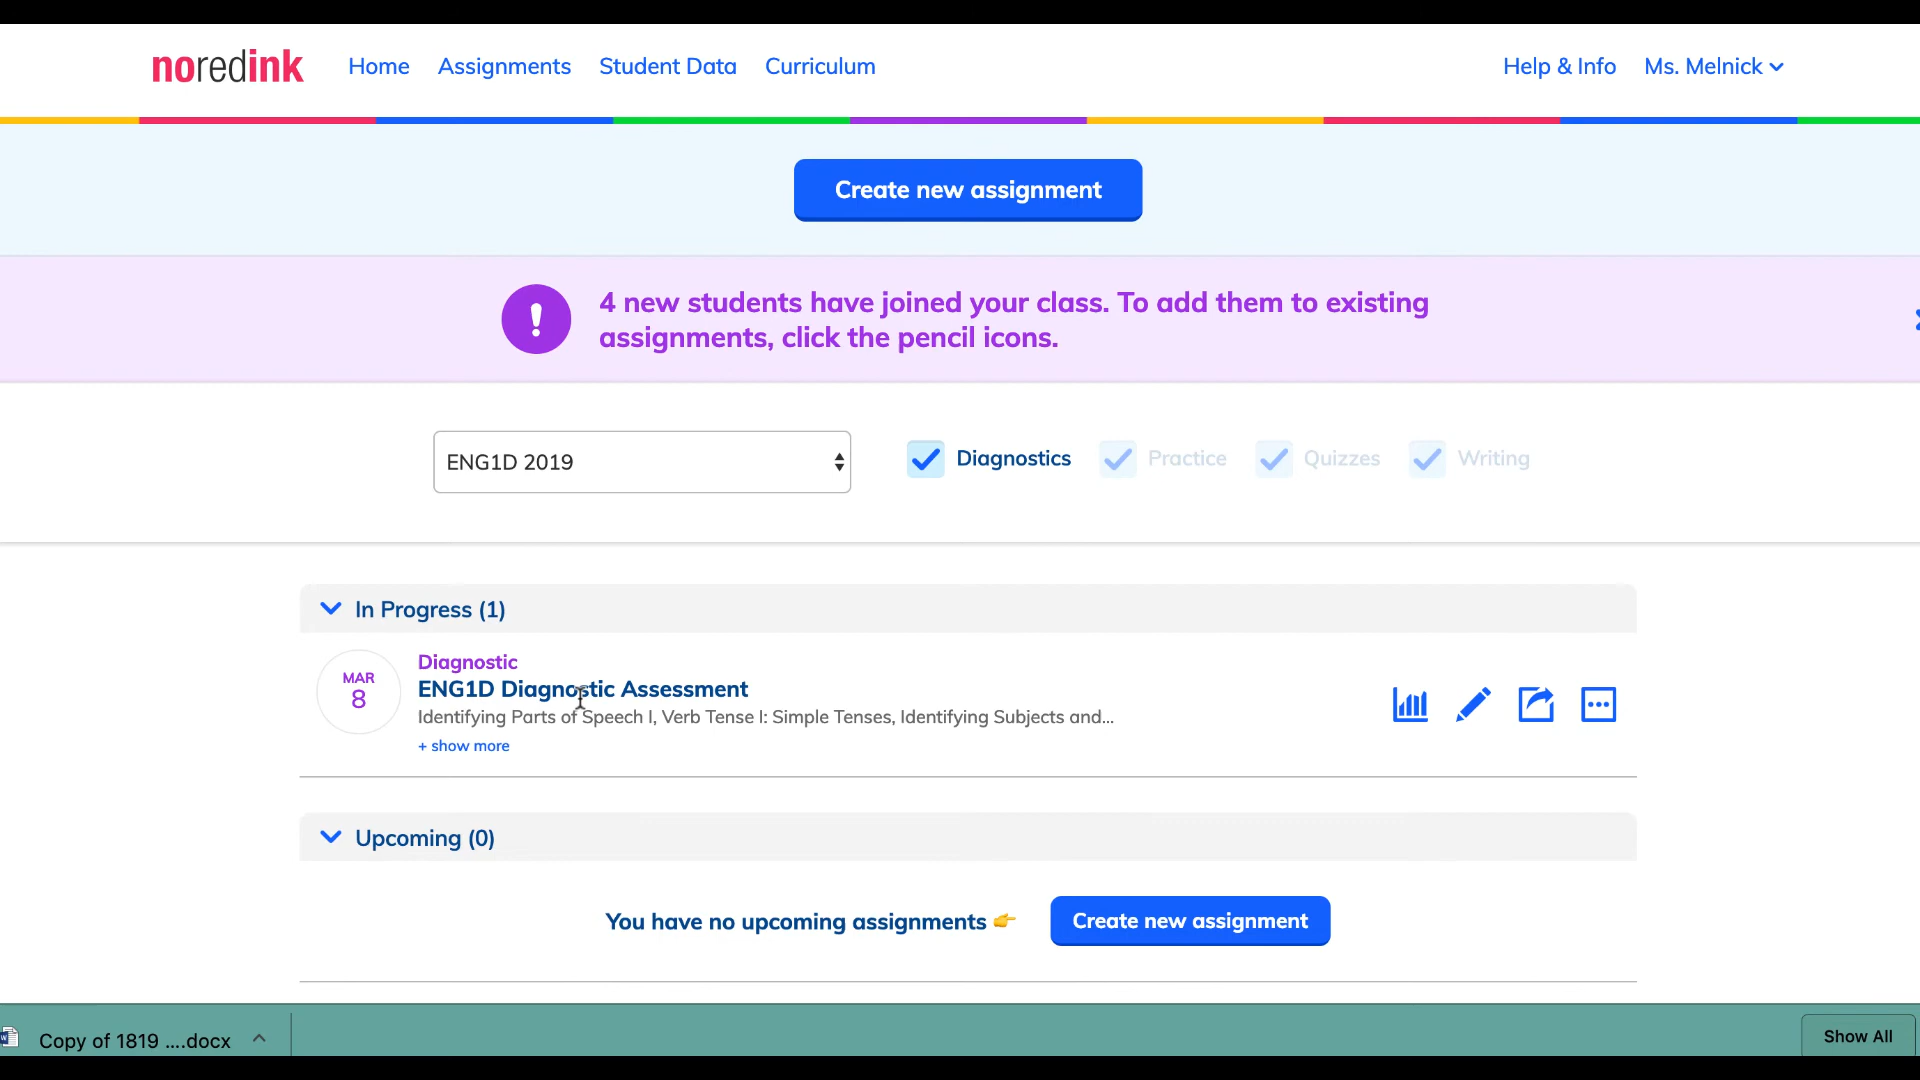 noredink Home Assignments Student Data Curriculum Help & Info Ms. Melnick
Create new assignment
! 4 new students have joined your class. To add them to existing
assignments, click the pencil icons.
ENG1D 2019 Diagnostics Practice Quizzes Writing
In Progress (1)
MAR
8
Diagnostic
ENG1D Diagnostic Assessment
Identifying Parts of Speech I, Verb Tense I: Simple Tenses, Identifying Subjects and...
+ show more
Upcoming (0)
You have no upcoming assignments 👉 Create new assignment
Copy of 1819 ....docx Show All